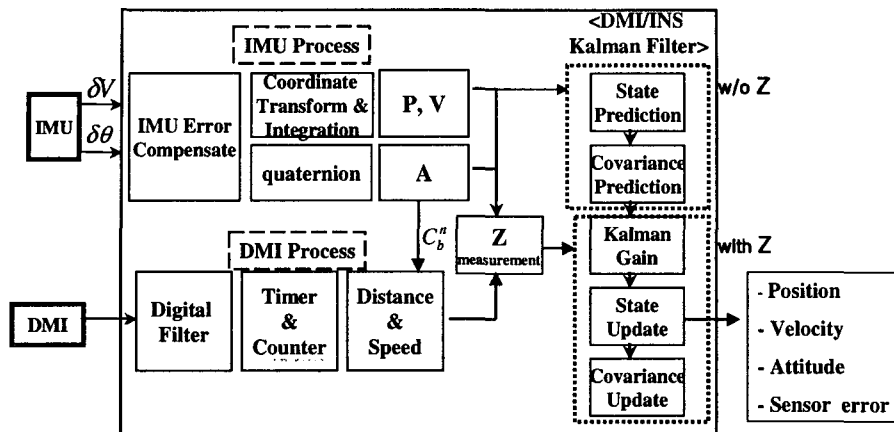 <DMI/INS
Kalman Filter>
IMU Process
w/o Z
IMU
δV
δθ
IMU Error
Compensate
Coordinate
Transform &
Integration
P, V
State
Prediction
quaternion
A
Covariance
Prediction
C_b^n
Z
measurement
Kalman
Gain
with Z
DMI Process
DMI
Digital
Filter
Timer
&
Counter
Distance
&
Speed
State
Update
Covariance
Update
- Position
- Velocity
- Attitude
- Sensor error